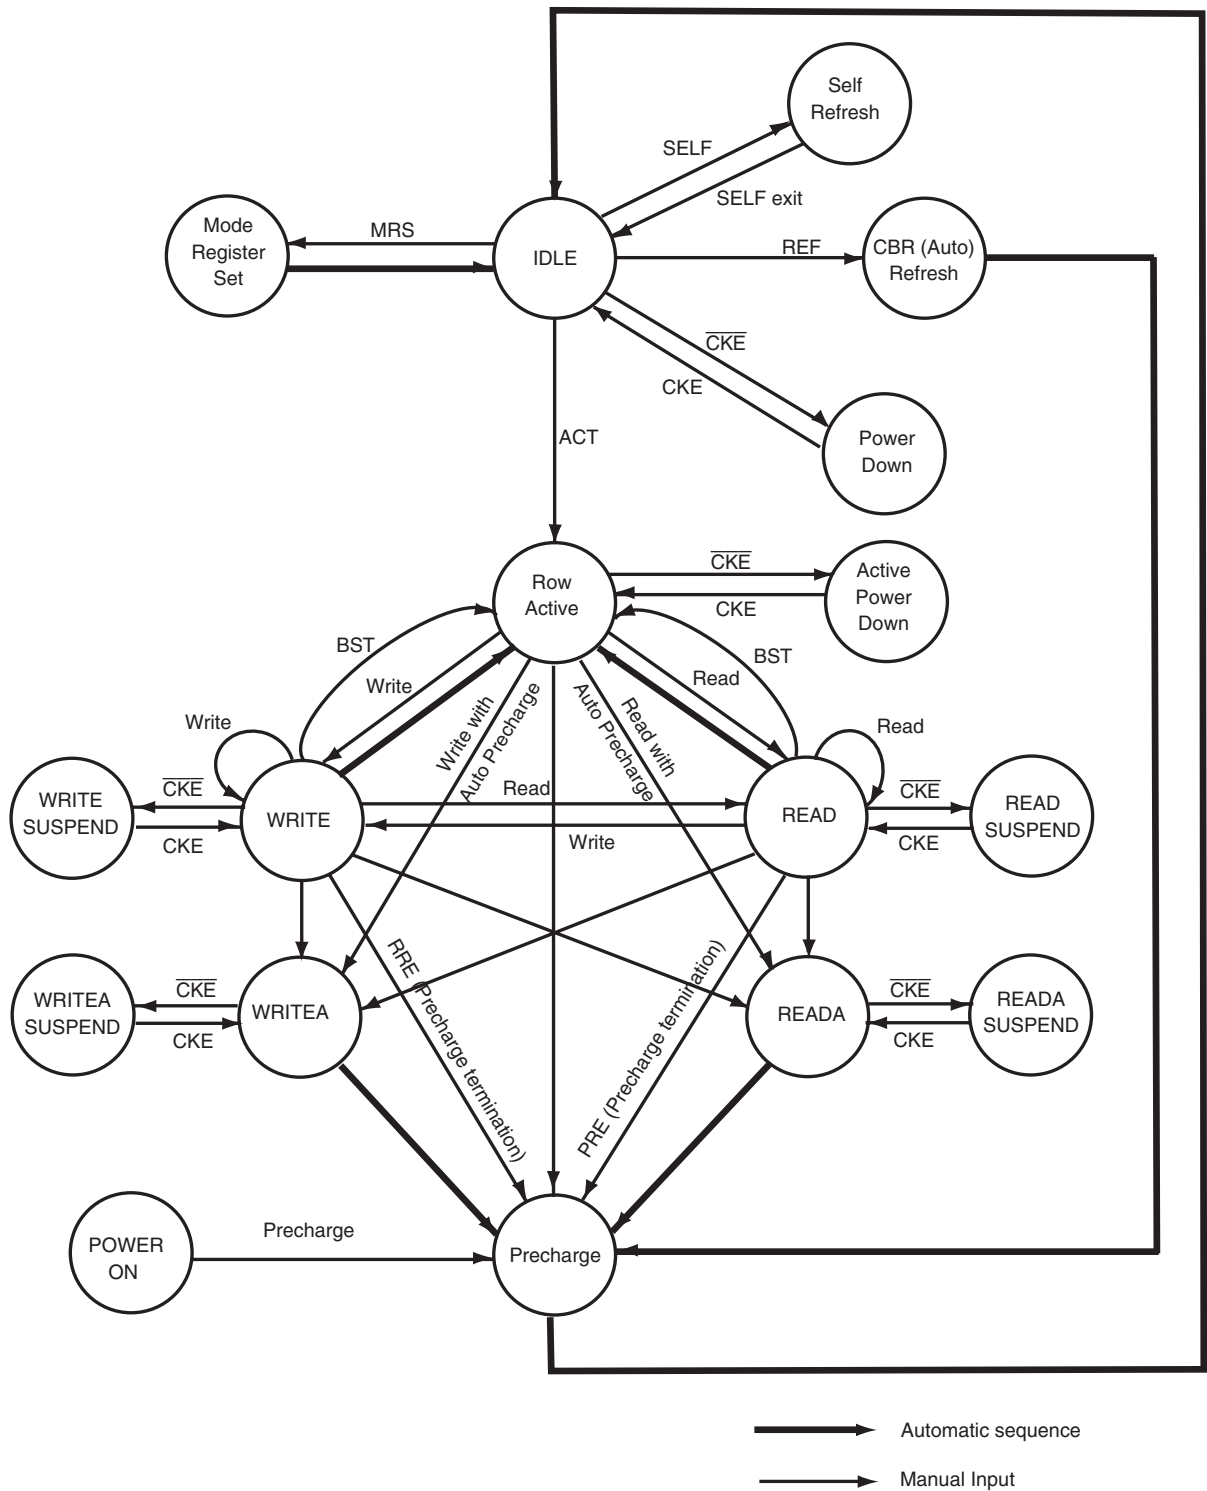 Self
Refresh
SELF
SELF exit
Mode
Register
Set
MRS
IDLE
REF
CBR (Auto)
Refresh
CKE
CKE
Power
Down
ACT
Row
Active
CKE
CKE
Active
Power
Down
BST
BST
Write
Read
Write with
Auto Precharge
Read with
Auto Precharge
Write
Read
WRITE
SUSPEND
CKE
CKE
WRITE
Read
Write
READ
CKE
CKE
READ
SUSPEND
WRITEA
SUSPEND
CKE
CKE
WRITEA
RRE (Precharge termination)
PRE (Precharge termination)
READA
CKE
CKE
READA
SUSPEND
POWER
ON
Precharge
Precharge
Automatic sequence
Manual Input